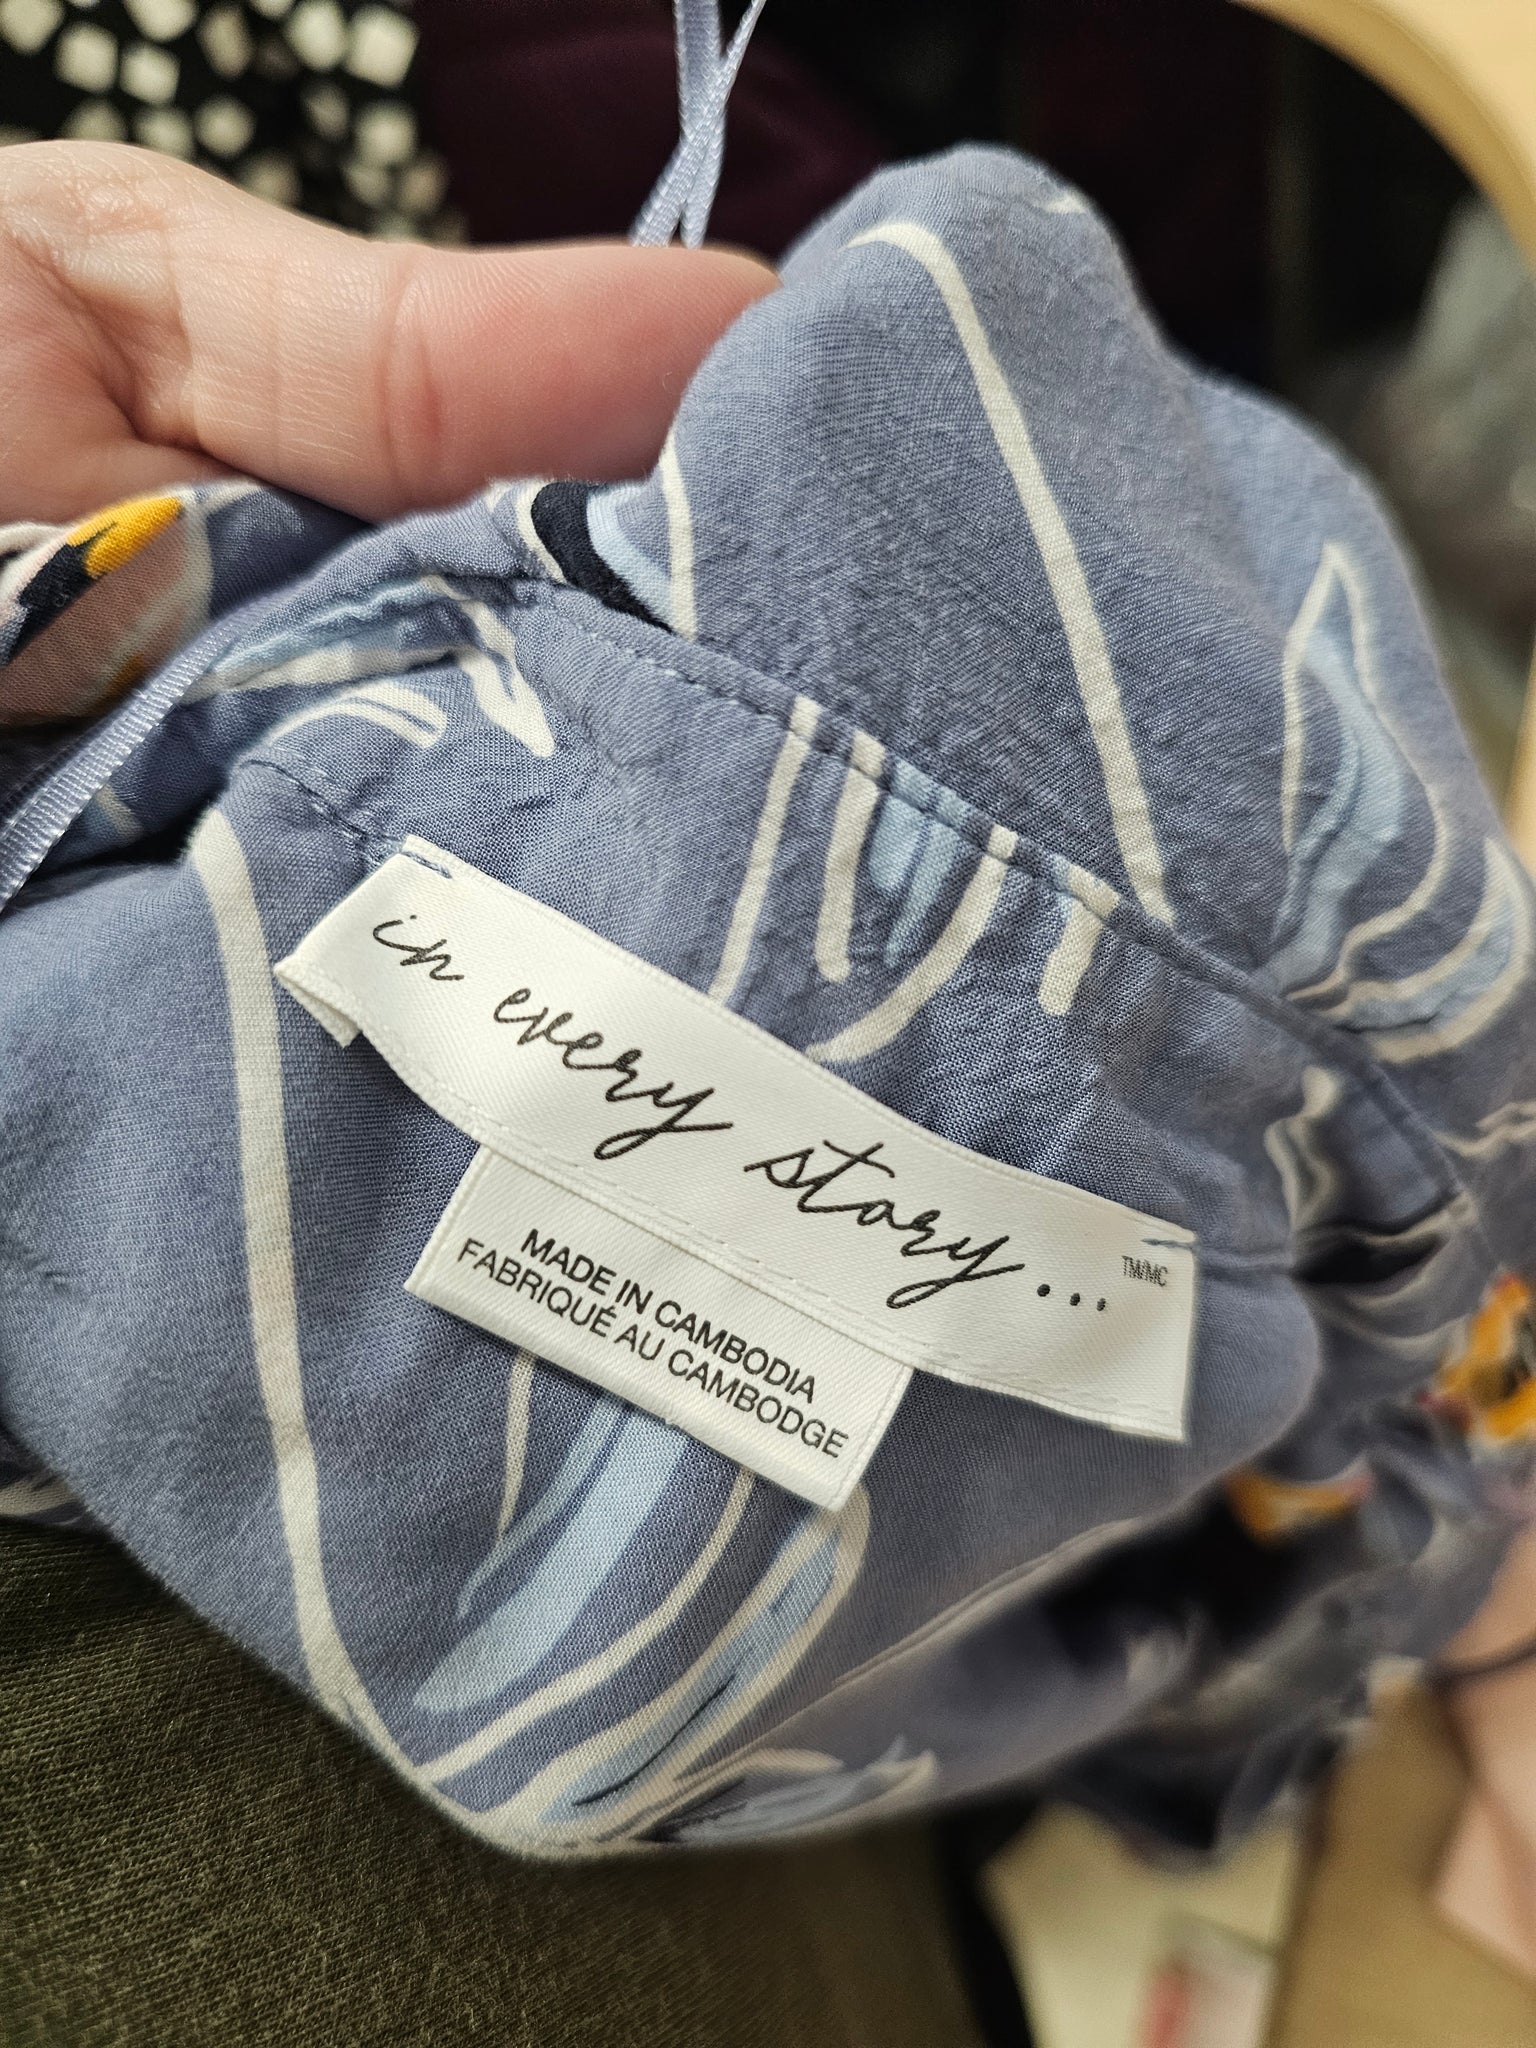 in every story...
TM/MC
MADE IN CAMBODIA
FABRIQUÉ AU CAMBODGE